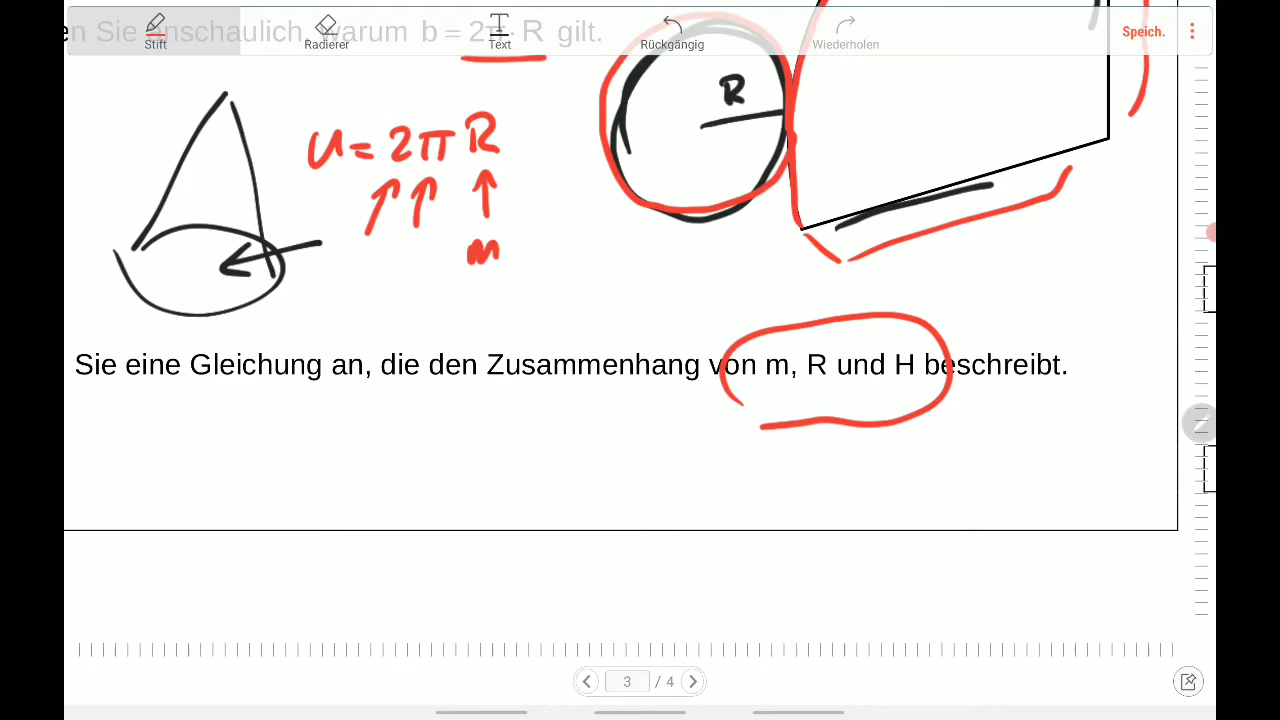 n Sie anschaulich, warum b = 2π · R gilt.
Stift Radierer Text Rückgängig Wiederholen Speich.
R
U = 2π R
m
Sie eine Gleichung an, die den Zusammenhang von m, R und H beschreibt.
3 / 4